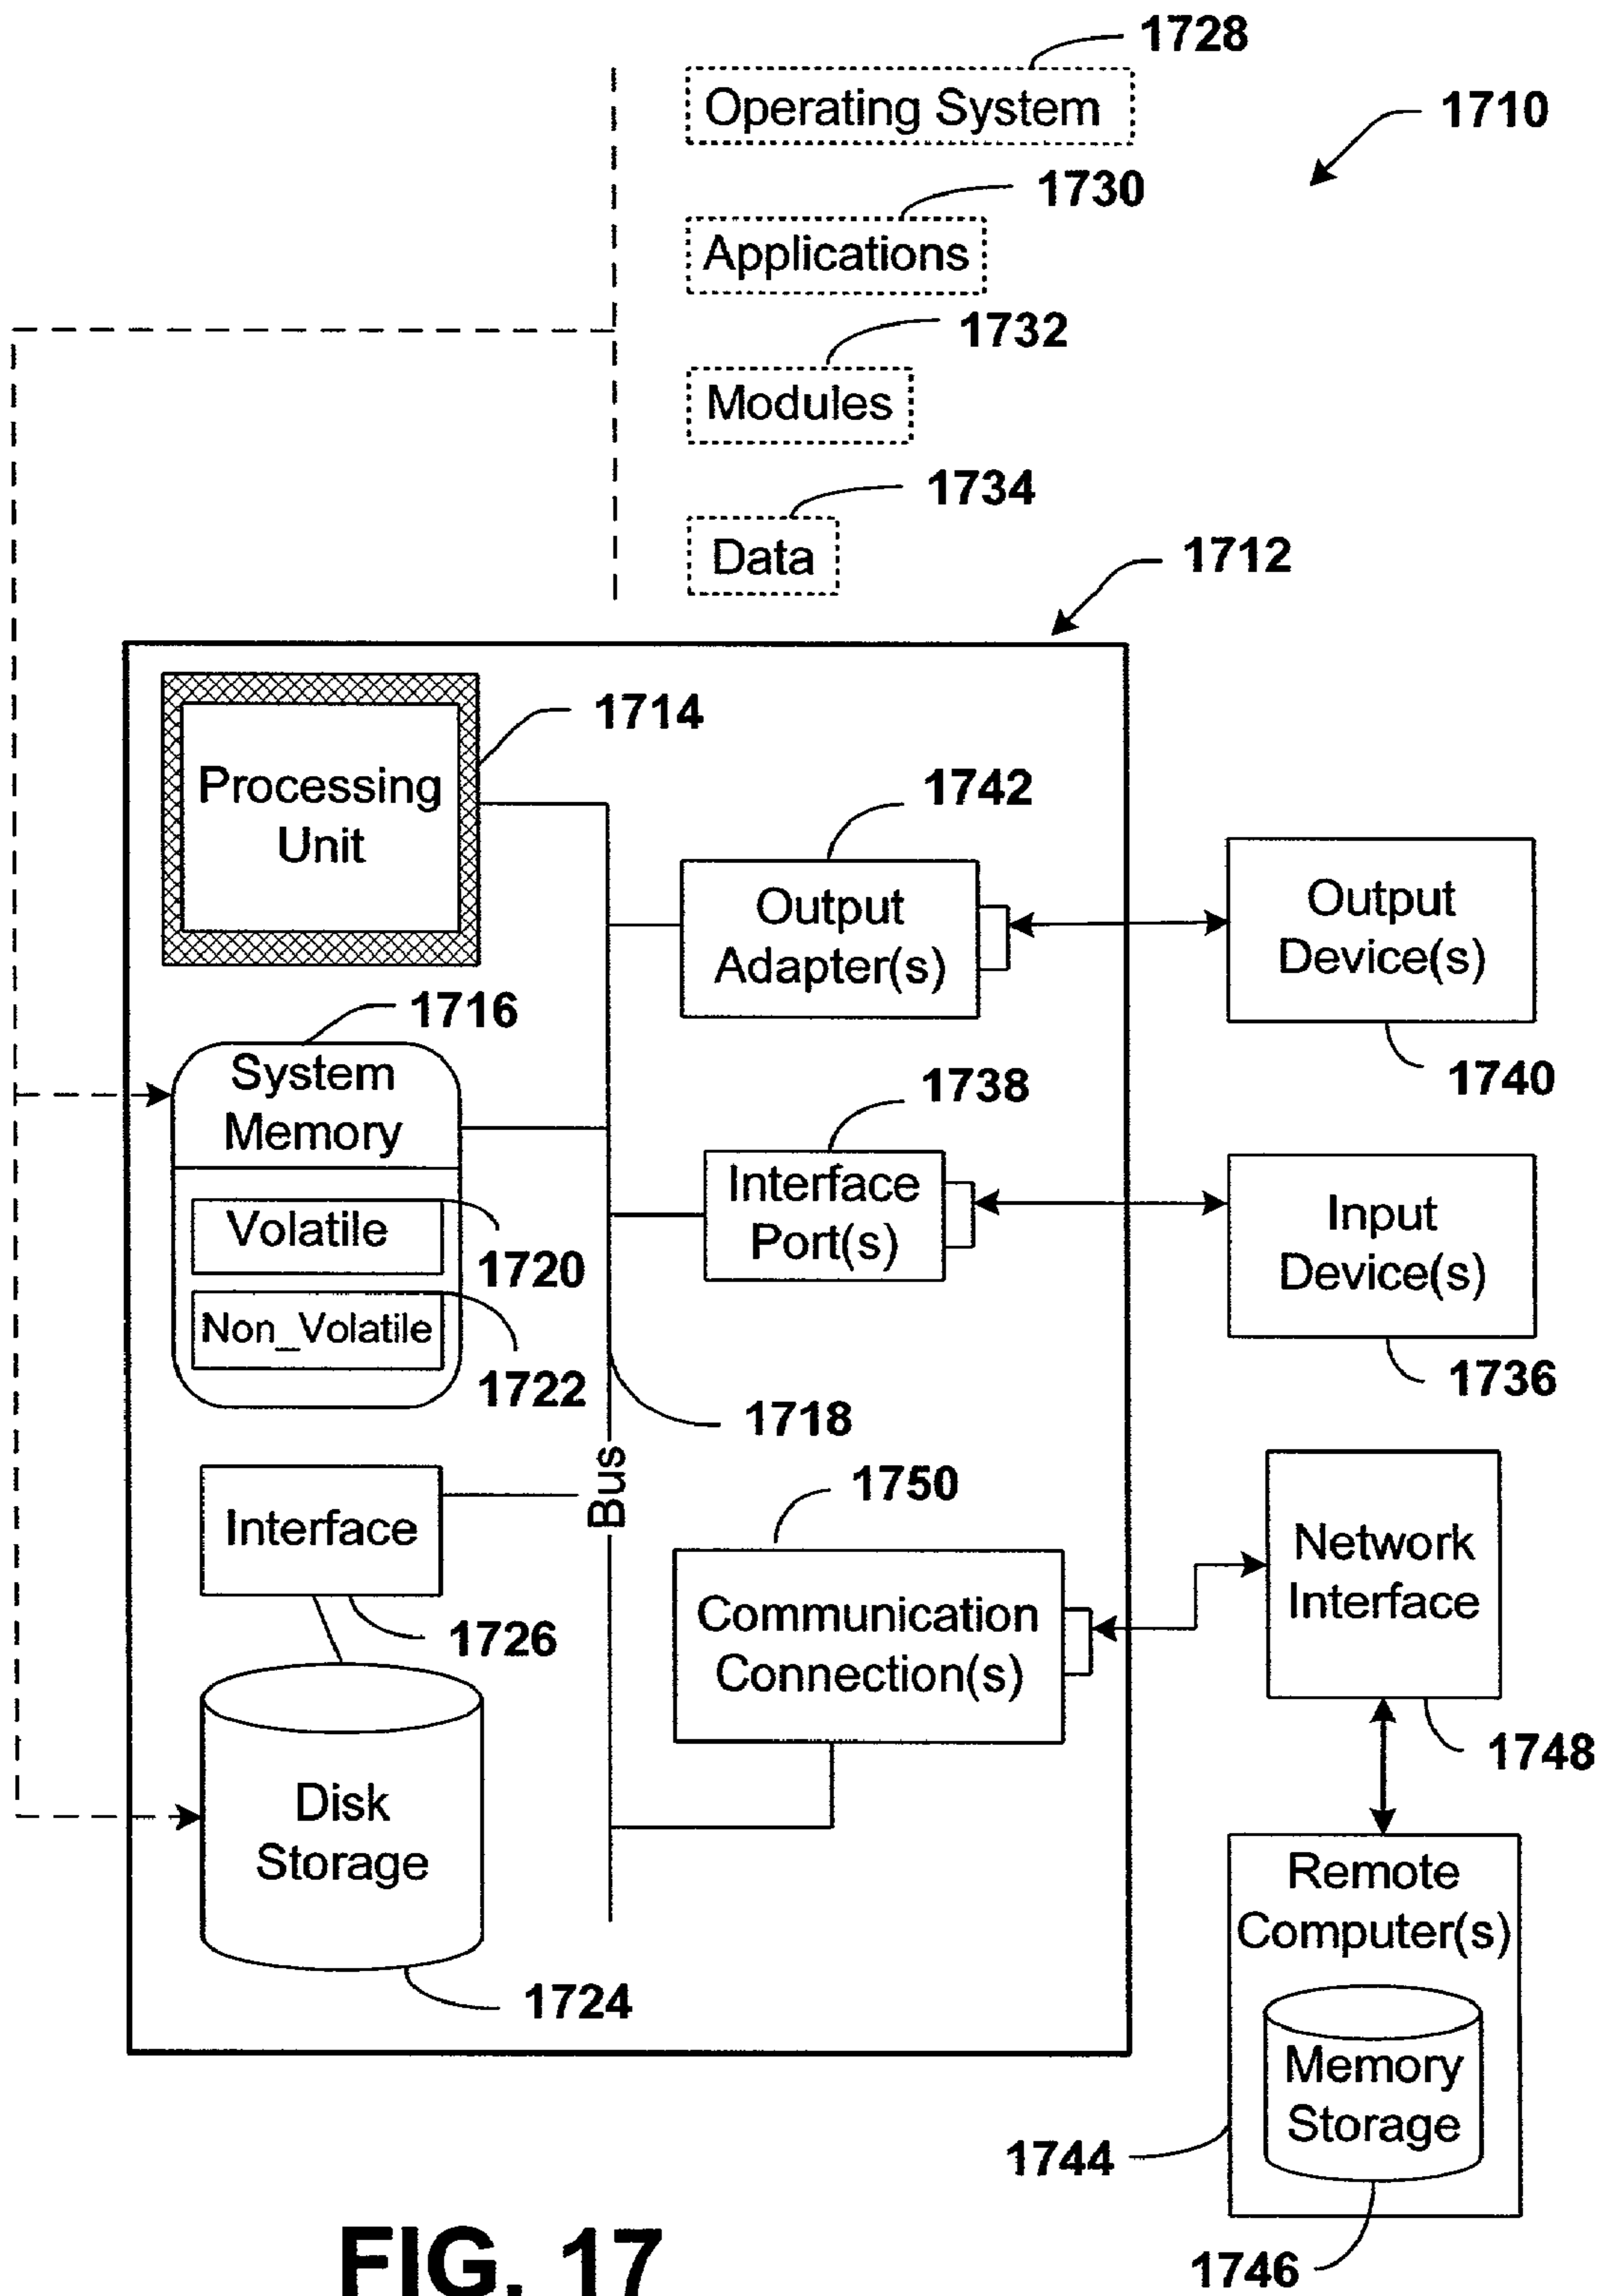 1728
Operating System
1710
1730
Applications
1732
Modules
1734
Data
1712
1714
Processing
Unit
1742
Output
Adapter(s)
Output
Device(s)
1740
1716
System
Memory
1738
Interface
Port(s)
Input
Device(s)
1736
Volatile
1720
Non_Volatile
1722
1718
Bus
1750
Interface
1726
Communication
Connection(s)
Network
Interface
1748
Disk
Storage
1724
Remote
Computer(s)
Memory
Storage
1744
1746
FIG. 17